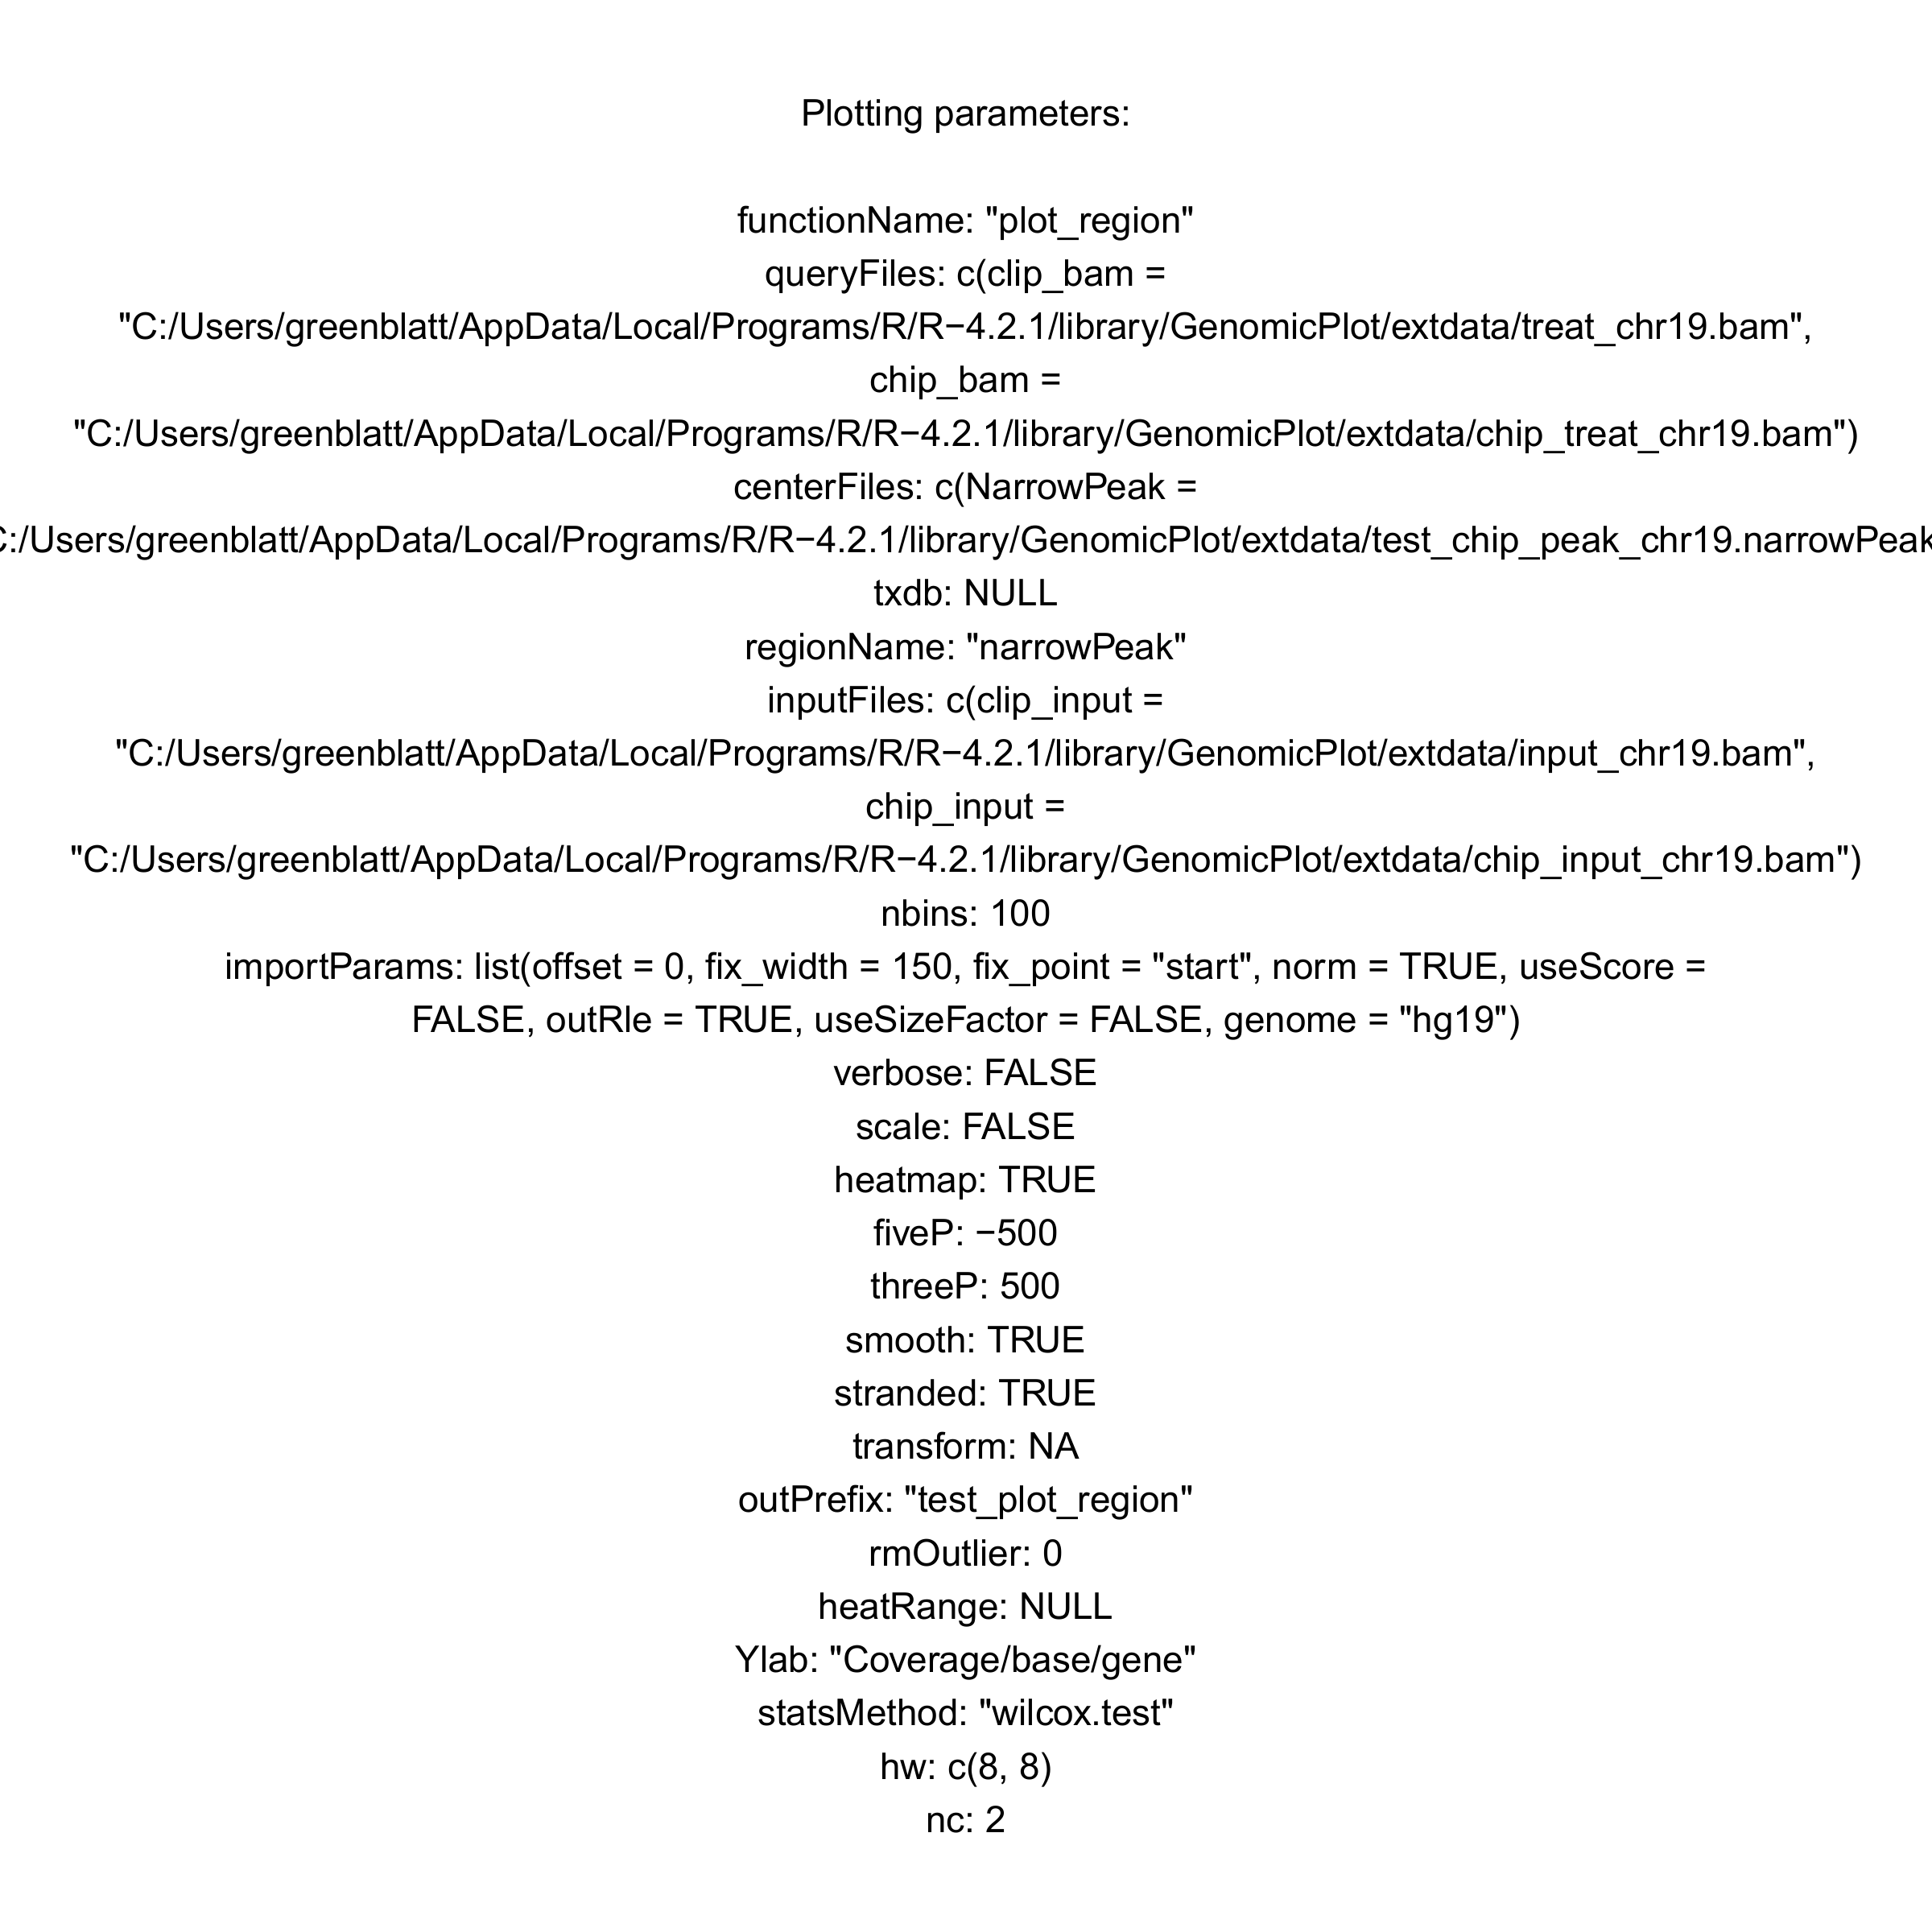 Plotting parameters:
functionName: "plot_region"
queryFiles: c(clip_bam =
"C:/Users/greenblatt/AppData/Local/Programs/R/R−4.2.1/library/GenomicPlot/extdata/treat_chr19.bam",
chip_bam =
"C:/Users/greenblatt/AppData/Local/Programs/R/R−4.2.1/library/GenomicPlot/extdata/chip_treat_chr19.bam")
centerFiles: c(NarrowPeak =
C:/Users/greenblatt/AppData/Local/Programs/R/R−4.2.1/library/GenomicPlot/extdata/test_chip_peak_chr19.narrowPeak
txdb: NULL
regionName: "narrowPeak"
inputFiles: c(clip_input =
"C:/Users/greenblatt/AppData/Local/Programs/R/R−4.2.1/library/GenomicPlot/extdata/input_chr19.bam",
chip_input =
"C:/Users/greenblatt/AppData/Local/Programs/R/R−4.2.1/library/GenomicPlot/extdata/chip_input_chr19.bam")
nbins: 100
importParams: list(offset = 0, fix_width = 150, fix_point = "start", norm = TRUE, useScore =
FALSE, outRle = TRUE, useSizeFactor = FALSE, genome = "hg19")
verbose: FALSE
scale: FALSE
heatmap: TRUE
fiveP: −500
threeP: 500
smooth: TRUE
stranded: TRUE
transform: NA
outPrefix: "test_plot_region"
rmOutlier: 0
heatRange: NULL
Ylab: "Coverage/base/gene"
statsMethod: "wilcox.test"
hw: c(8, 8)
nc: 2